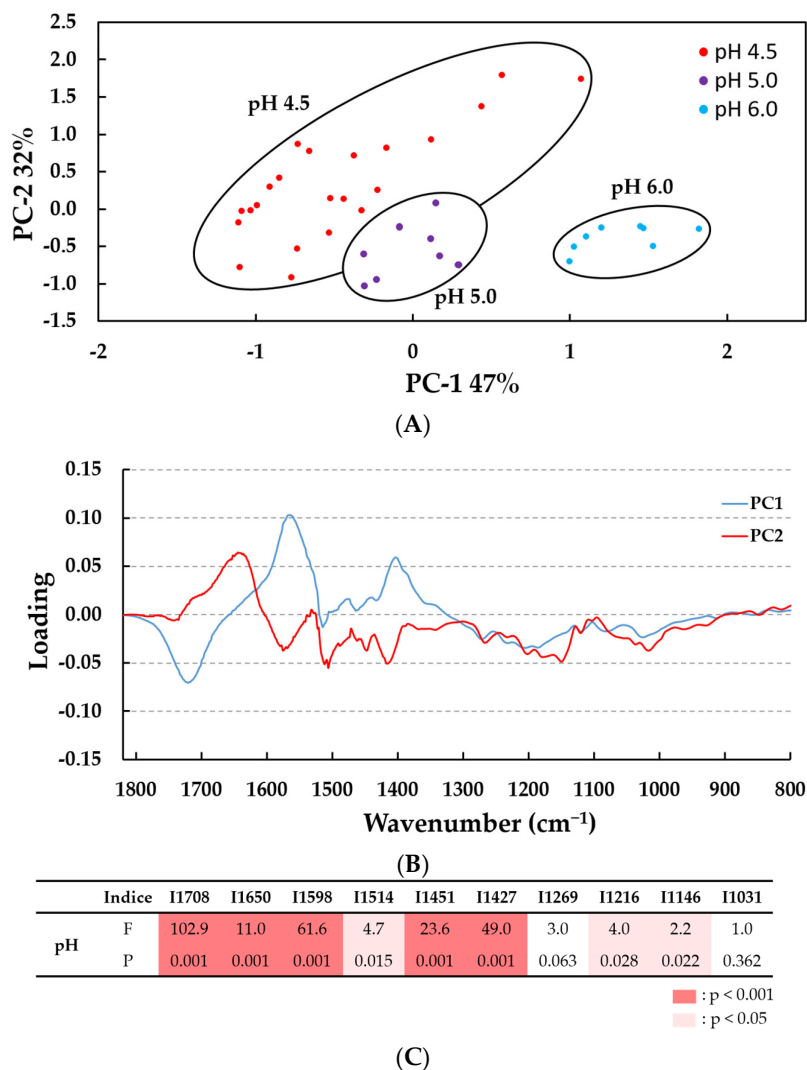 2.5
2.0
1.5
1.0
0.5
0.0
-0.5
-1.0
-1.5
PC-2 32%
pH 4.5
pH 5.0
pH 6.0
pH 4.5
pH 6.0
pH 5.0
-2 -1 0 1 2
PC-1 47%
(A)
0.15
0.10
0.05
0.00
-0.05
-0.10
-0.15
Loading
PC1
PC2
1800 1700 1600 1500 1400 1300 1200 1100 1000 900 800
Wavenumber (cm⁻¹)
(B)
Indice I1708 I1650 I1598 I1514 I1451 I1427 I1269 I1216 I1146 I1031
pH F 102.9 11.0 61.6 4.7 23.6 49.0 3.0 4.0 2.2 1.0
P 0.001 0.001 0.001 0.015 0.001 0.001 0.063 0.028 0.022 0.362
: p < 0.001
: p < 0.05
(C)